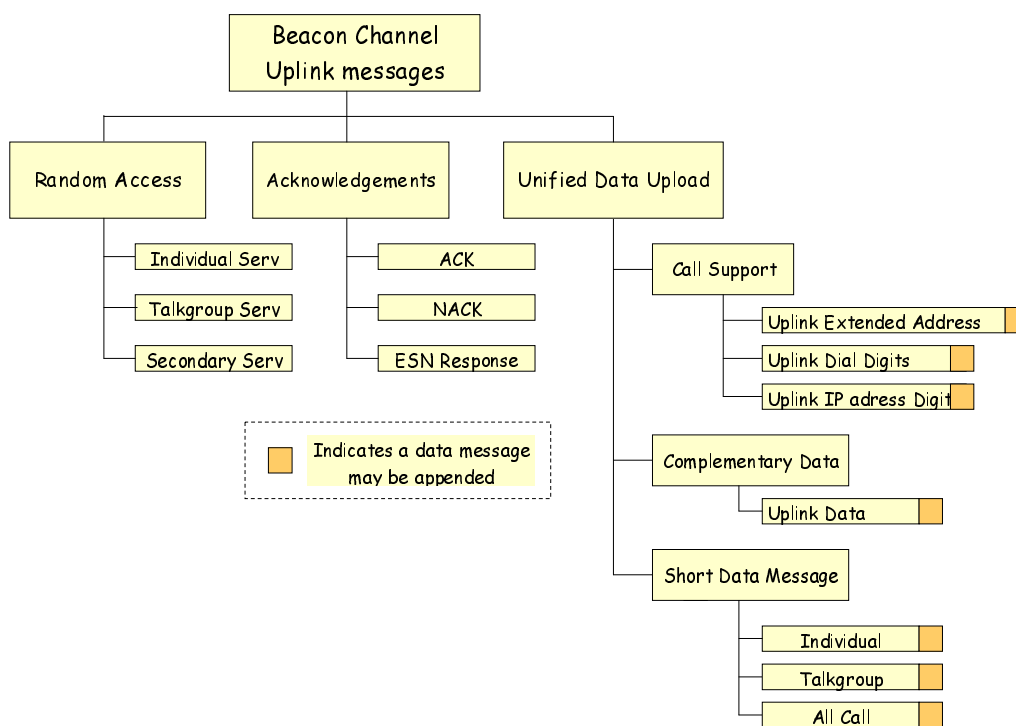 Beacon Channel
Uplink messages
Random Access
Acknowledgements
Unified Data Upload
Individual Serv
Talkgroup Serv
Secondary Serv
ACK
NACK
ESN Response
Call Support
Uplink Extended Address
Uplink Dial Digits
Uplink IP adress Digit
Indicates a data message
may be appended
Complementary Data
Uplink Data
Short Data Message
Individual
Talkgroup
All Call